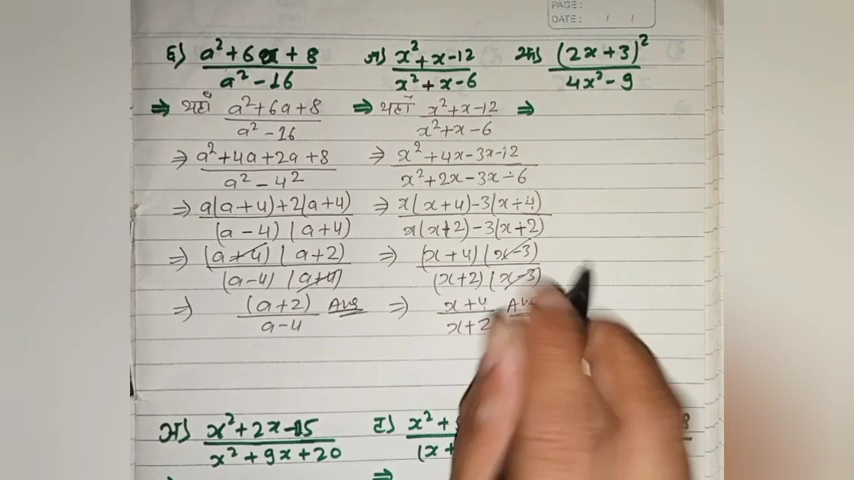 PAGE:
DATE: / /
६) a²+6a+8 / a²-16
ज) x²+x-12 / x²+x-6
झ) (2x+3)² / 4x²-9
⇒ यहाँ a²+6a+8 / a²-16
⇒ यहाँ x²+x-12 / x²+x-6
⇒
⇒ a²+4a+2a+8 / a²-4²
⇒ x²+4x-3x-12 / x²+2x-3x-6
⇒ a(a+4)+2(a+4) / (a-4)(a+4)
⇒ x(x+4)-3(x+4) / x(x+2)-3(x+2)
⇒ (a+4)(a+2) / (a-4)(a+4)
⇒ (x+4)(x-3) / (x+2)(x-3)
⇒ (a+2) / a-4 Ans
⇒ x+4 / x+2 Ans
ञ) x²+2x-15 / x²+9x+20
ट) x²+ / (x+
8
⇒